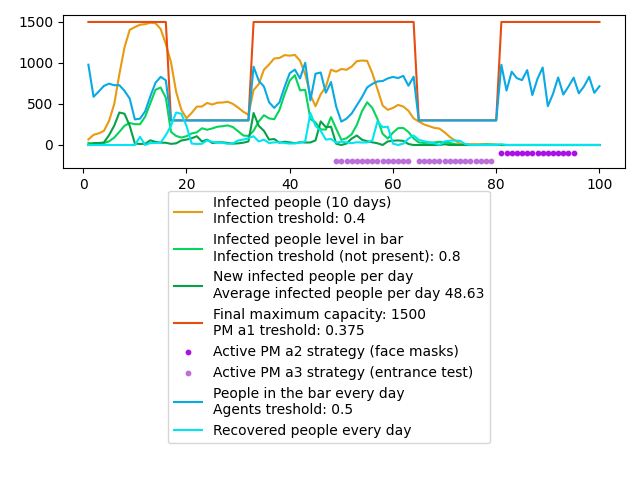 1500
1000
500
0
0 20 40 60 80 100
Infected people (10 days)
Infection treshold: 0.4
Infected people level in bar
Infection treshold (not present): 0.8
New infected people per day
Average infected people per day 48.63
Final maximum capacity: 1500
PM a1 treshold: 0.375
Active PM a2 strategy (face masks)
Active PM a3 strategy (entrance test)
People in the bar every day
Agents treshold: 0.5
Recovered people every day